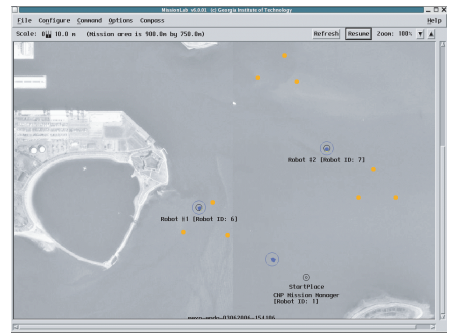 MissionLab v6.0.01 (c) Georgia Institute of Technology
File Configure Command Options Compass Help
Scale: 10.0 m (Mission area is 900.0m by 750.0m) Refresh Resume Zoom: 100%
Robot #2 [Robot ID: 7]
Robot #1 [Robot ID: 6]
StartPlace
CNP Mission Manager
[Robot ID: 1]